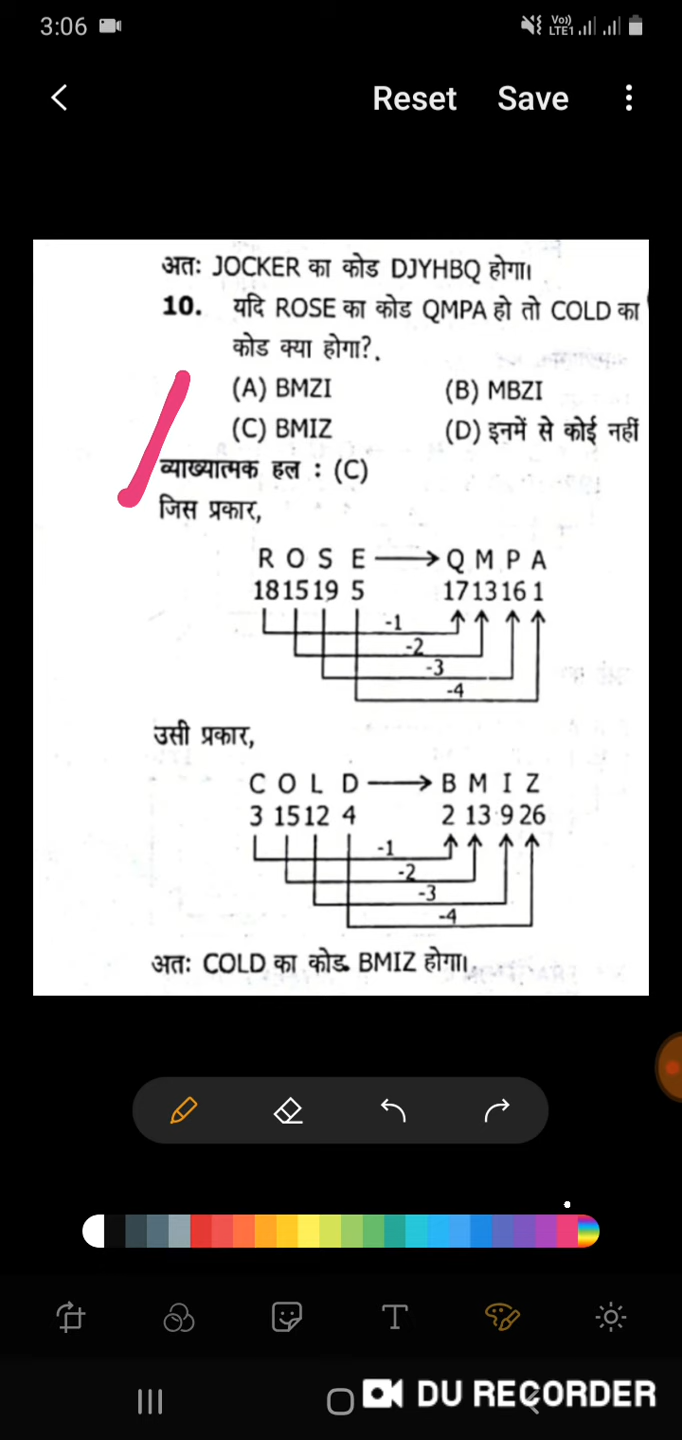 3:06
Vo)) LTE1
Reset Save
अतः JOCKER का कोड DJYHBQ होगा।
10. यदि ROSE का कोड QMPA हो तो COLD का
कोड क्या होगा?.
(A) BMZI (B) MBZI
(C) BMIZ (D) इनमें से कोई नहीं
व्याख्यात्मक हल : (C)
जिस प्रकार,
R O S E → Q M P A
18 15 19 5 17 13 16 1
-1
-2
-3
-4
उसी प्रकार,
C O L D → B M I Z
3 15 12 4 2 13 9 26
-1
-2
-3
-4
अतः COLD का कोड BMIZ होगा।
T
DU RECORDER